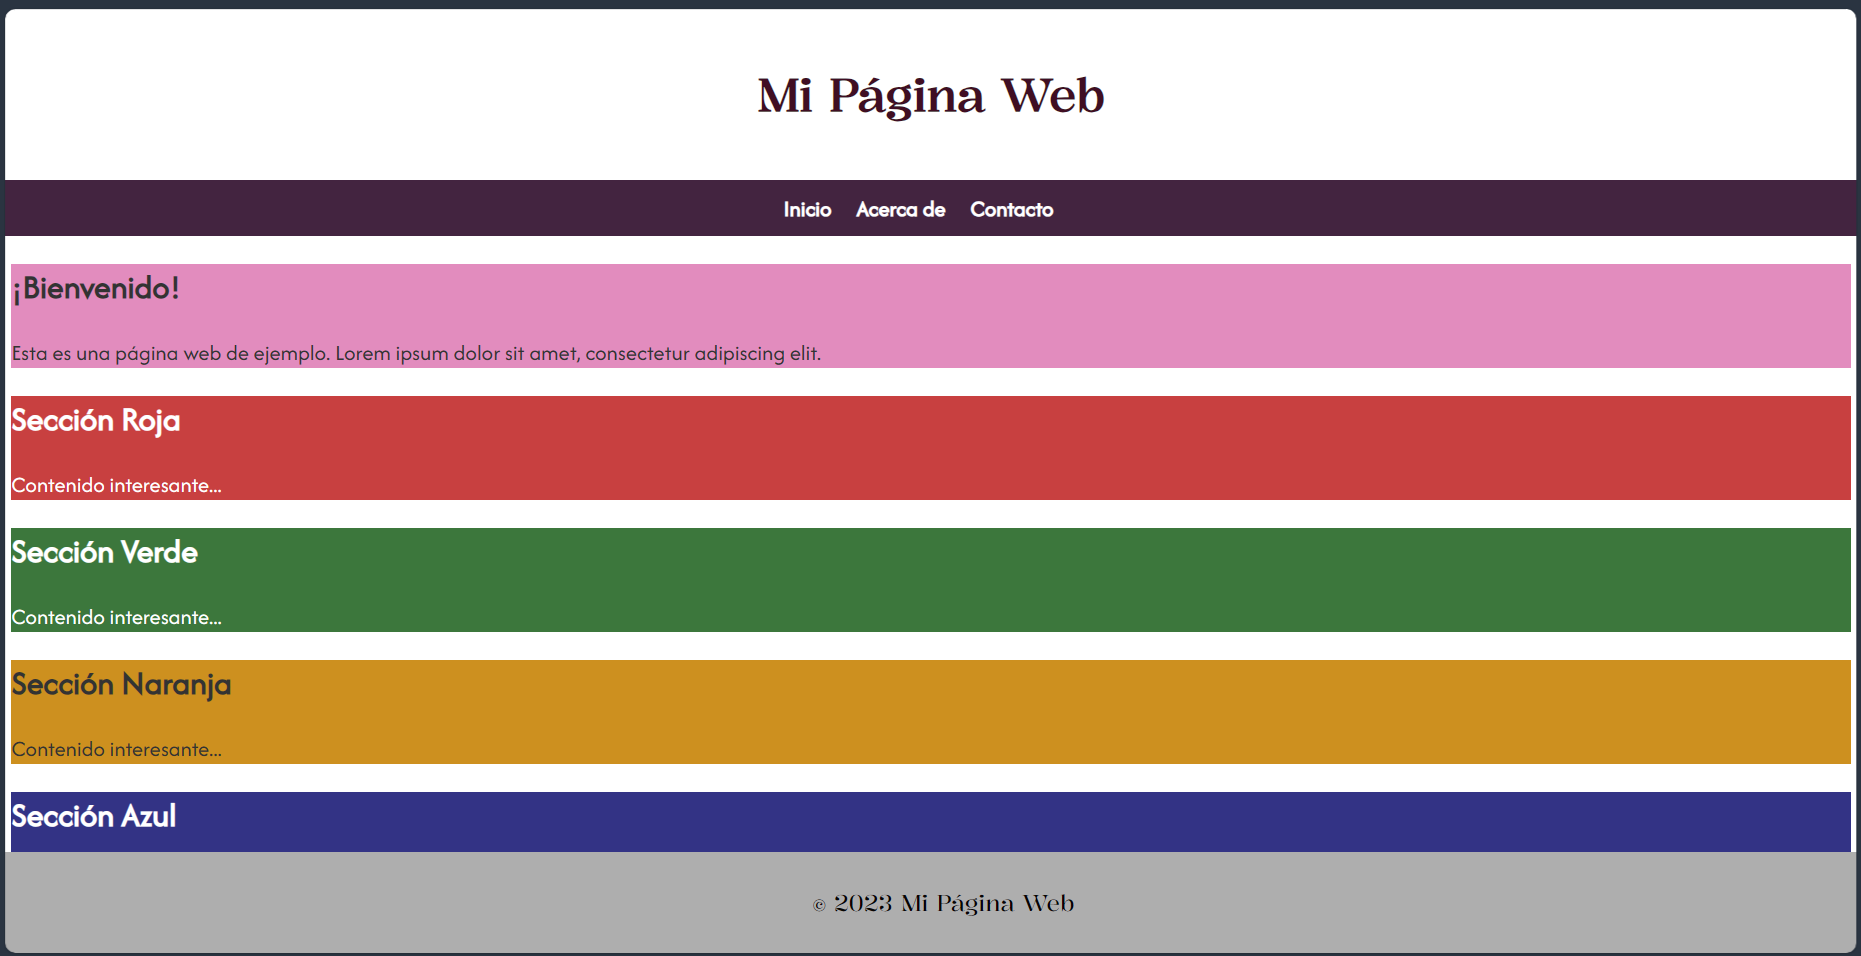 Mi Página Web
Inicio Acerca de Contacto
¡Bienvenido!
Esta es una página web de ejemplo. Lorem ipsum dolor sit amet, consectetur adipiscing elit.
Sección Roja
Contenido interesante...
Sección Verde
Contenido interesante...
Sección Naranja
Contenido interesante...
Sección Azul
© 2023 Mi Página Web